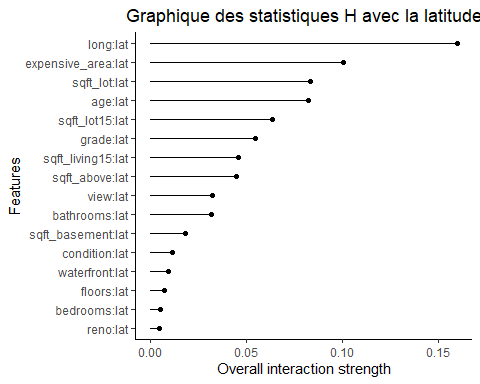 Graphique des statistiques H avec la latitude
long:lat
expensive_area:lat
sqft_lot:lat
age:lat
sqft_lot15:lat
grade:lat
sqft_living15:lat
sqft_above:lat
view:lat
bathrooms:lat
sqft_basement:lat
condition:lat
waterfront:lat
floors:lat
bedrooms:lat
reno:lat
Features
0.00 0.05 0.10 0.15
Overall interaction strength